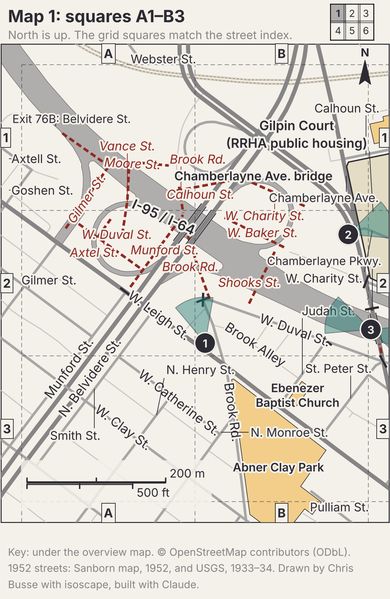 Map 1: squares A1–B3
North is up. The grid squares match the street index.
1 2 3
4 5 6
A
B
N
Webster St.
Calhoun St.
Exit 76B: Belvidere St.
Gilpin Court
(RRHA public housing)
1
1
Vance St.
Axtell St.
Moore St.
Brook Rd.
Chamberlayne Ave. bridge
Goshen St.
Gilmer St.
Calhoun St.
Chamberlayne Ave.
I-95 / I-64
W. Charity St.
W. Duval St.
W. Baker St.
2
Axtel St.
Munford St.
Brook Rd.
Chamberlayne Pkwy.
2
Gilmer St.
Shooks St.
W. Charity St.
2
W. Leigh St.
Judah St.
3
1
W. Duval St.
Brook Alley
Munford St.
N. Belvidere St.
N. Henry St.
St. Peter St.
W. Catherine St.
Brook Rd.
Ebenezer
Baptist Church
W. Clay St.
3
Smith St.
N. Monroe St.
3
Abner Clay Park
200 m
500 ft
Pulliam St.
A
B
Key: under the overview map. © OpenStreetMap contributors (ODbL).
1952 streets: Sanborn map, 1952, and USGS, 1933–34. Drawn by Chris
Busse with isoscape, built with Claude.